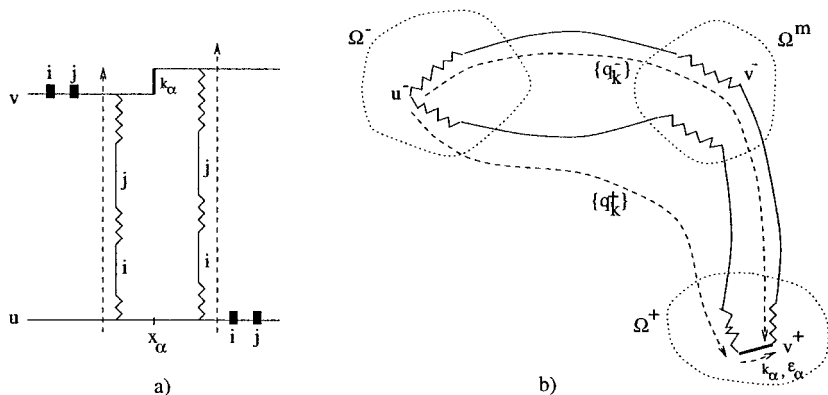 i j
k_α
v
j j
i i
u
x_α
i j
a)
Ω^-
Ω^m
{q_k^-}
v^-
u^-
{q_k^+}
Ω^+
v^+
k_α, ε_α
b)